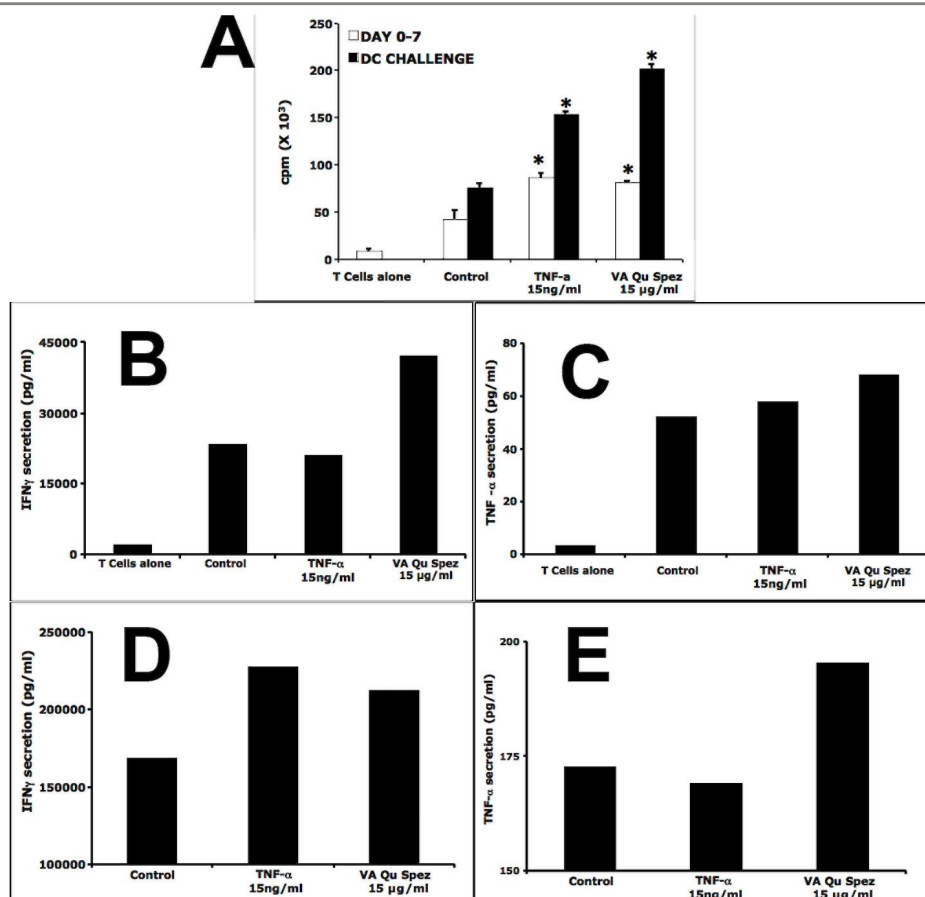 A
cpm (X 10³)
250
200
150
100
50
0
DAY 0-7
DC CHALLENGE
*
*
*
*
T Cells alone
Control
TNF-a
15ng/ml
VA Qu Spez
15 µg/ml
B
IFNγ secretion (pg/ml)
45000
30000
15000
0
T Cells alone
Control
TNF-α
15ng/ml
VA Qu Spez
15 µg/ml
C
TNF -α secretion (pg/ml)
80
60
40
20
0
T Cells alone
Control
TNF-α
15ng/ml
VA Qu Spez
15 µg/ml
D
IFNγ secretion (pg/ml)
250000
200000
150000
100000
Control
TNF-α
15ng/ml
VA Qu Spez
15 µg/ml
E
TNF-α secretion (pg/ml)
200
175
150
Control
TNF-α
15ng/ml
VA Qu Spez
15 µg/ml